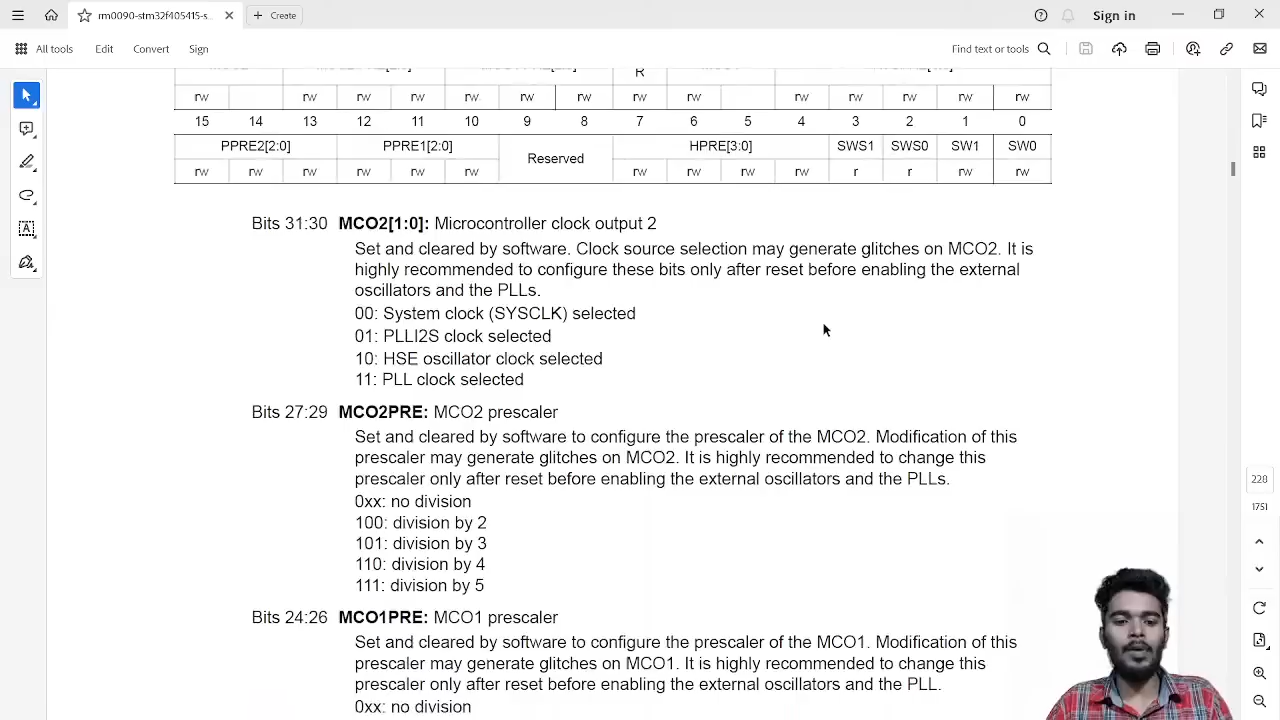 rm0090-stm32f405415-s...
Create
Sign in
All tools
Edit
Convert
Sign
Find text or tools
R
rw rw rw rw rw rw rw rw rw rw rw rw rw rw
15 14 13 12 11 10 9 8 7 6 5 4 3 2 1 0
PPRE2[2:0] PPRE1[2:0] Reserved HPRE[3:0] SWS1 SWS0 SW1 SW0
rw rw rw rw rw rw rw rw rw rw r r rw rw
Bits 31:30 MCO2[1:0]: Microcontroller clock output 2
Set and cleared by software. Clock source selection may generate glitches on MCO2. It is
highly recommended to configure these bits only after reset before enabling the external
oscillators and the PLLs.
00: System clock (SYSCLK) selected
01: PLLI2S clock selected
10: HSE oscillator clock selected
11: PLL clock selected
Bits 27:29 MCO2PRE: MCO2 prescaler
Set and cleared by software to configure the prescaler of the MCO2. Modification of this
prescaler may generate glitches on MCO2. It is highly recommended to change this
prescaler only after reset before enabling the external oscillators and the PLLs.
0xx: no division
100: division by 2
101: division by 3
110: division by 4
111: division by 5
Bits 24:26 MCO1PRE: MCO1 prescaler
Set and cleared by software to configure the prescaler of the MCO1. Modification of this
prescaler may generate glitches on MCO1. It is highly recommended to change this
prescaler only after reset before enabling the external oscillators and the PLL.
0xx: no division
228
1751